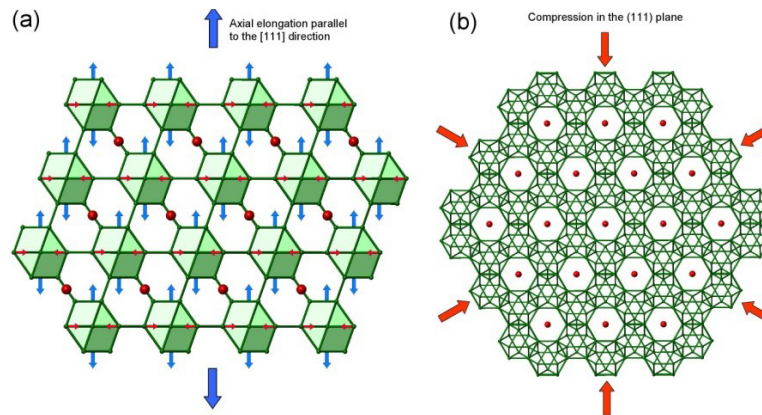 (a)
Axial elongation parallel
to the [111] direction
(b)
Compression in the (111) plane